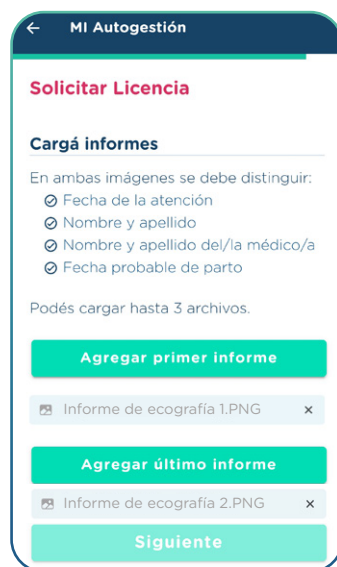 MI Autogestión
Solicitar Licencia
Cargá informes
En ambas imágenes se debe distinguir:
Fecha de la atención
Nombre y apellido
Nombre y apellido del/la médico/a
Fecha probable de parto
Podés cargar hasta 3 archivos.
Agregar primer informe
Informe de ecografía 1.PNG
Agregar último informe
Informe de ecografía 2.PNG
Siguiente